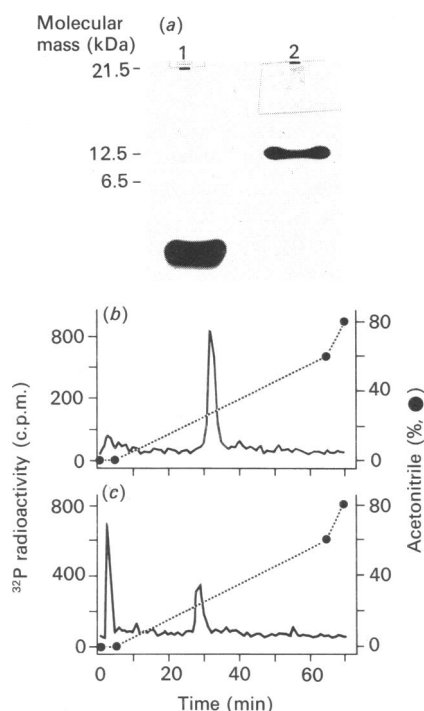 Molecular
mass (kDa)
(a)
1 2
21.5 –
12.5 –
6.5 –
(b)
800
200
0
80
40
0
(c)
800
400
0
80
40
0
³²P radioactivity (c.p.m.)
Acetonitrile (%, ●)
0 20 40 60
Time (min)